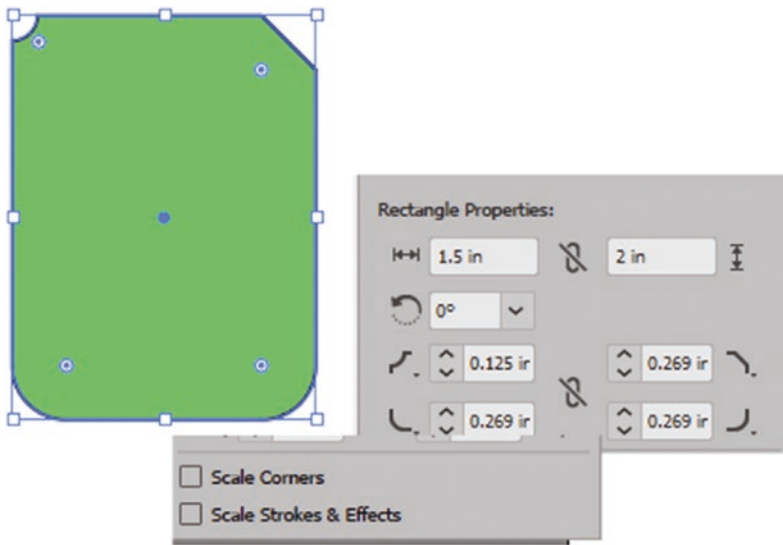 Rectangle Properties:
1.5 in 2 in
0°
0.125 ir 0.269 ir
0.269 ir 0.269 ir
Scale Corners
Scale Strokes & Effects